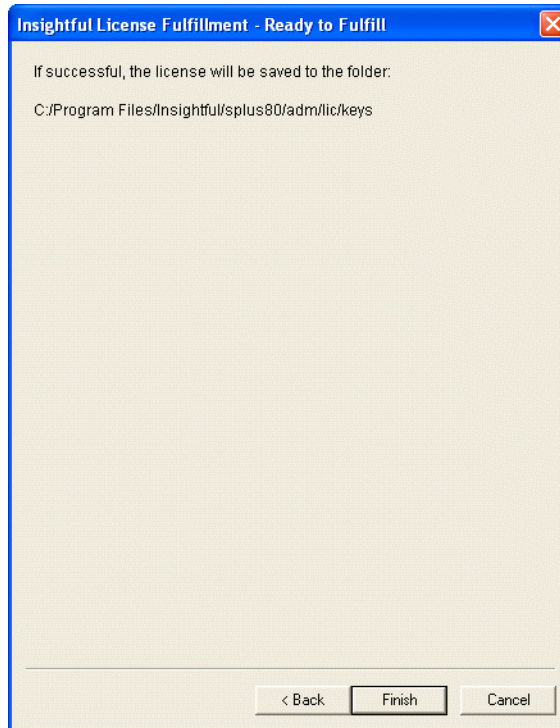 Insightful License Fulfillment - Ready to Fulfill
If successful, the license will be saved to the folder:
C:/Program Files/Insightful/splus80/adm/lic/keys
< Back
Finish
Cancel